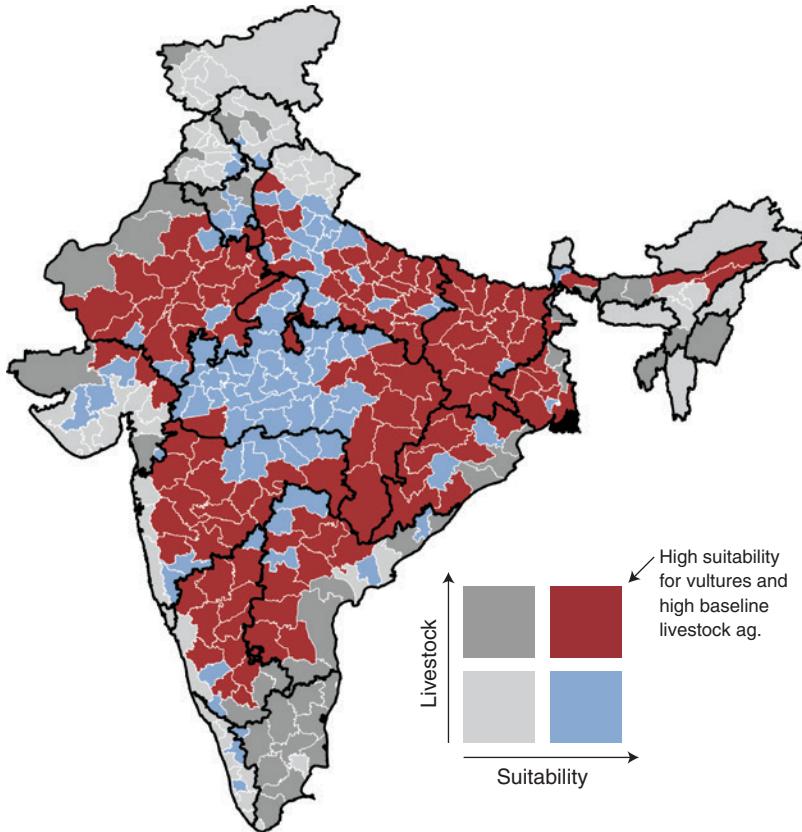 High suitability
for vultures and
high baseline
livestock ag.
Livestock
Suitability